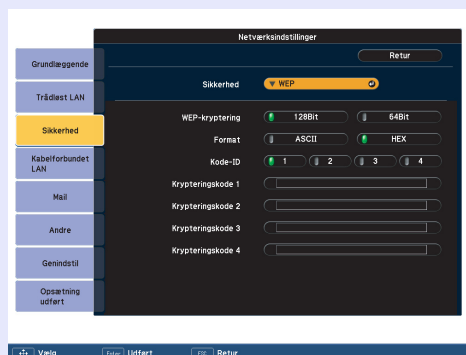 Netværksindstillinger
Retur
Grundlæggende
Trådløst LAN
Sikkerhed
Kabelforbundet
LAN
Mail
Andre
Genindstil
Opsætning
udført
Sikkerhed WEP
WEP-kryptering 128Bit 64Bit
Format ASCII HEX
Kode-ID 1 2 3 4
Krypteringskode 1
Krypteringskode 2
Krypteringskode 3
Krypteringskode 4
Vælg Enter Udført ESC Retur